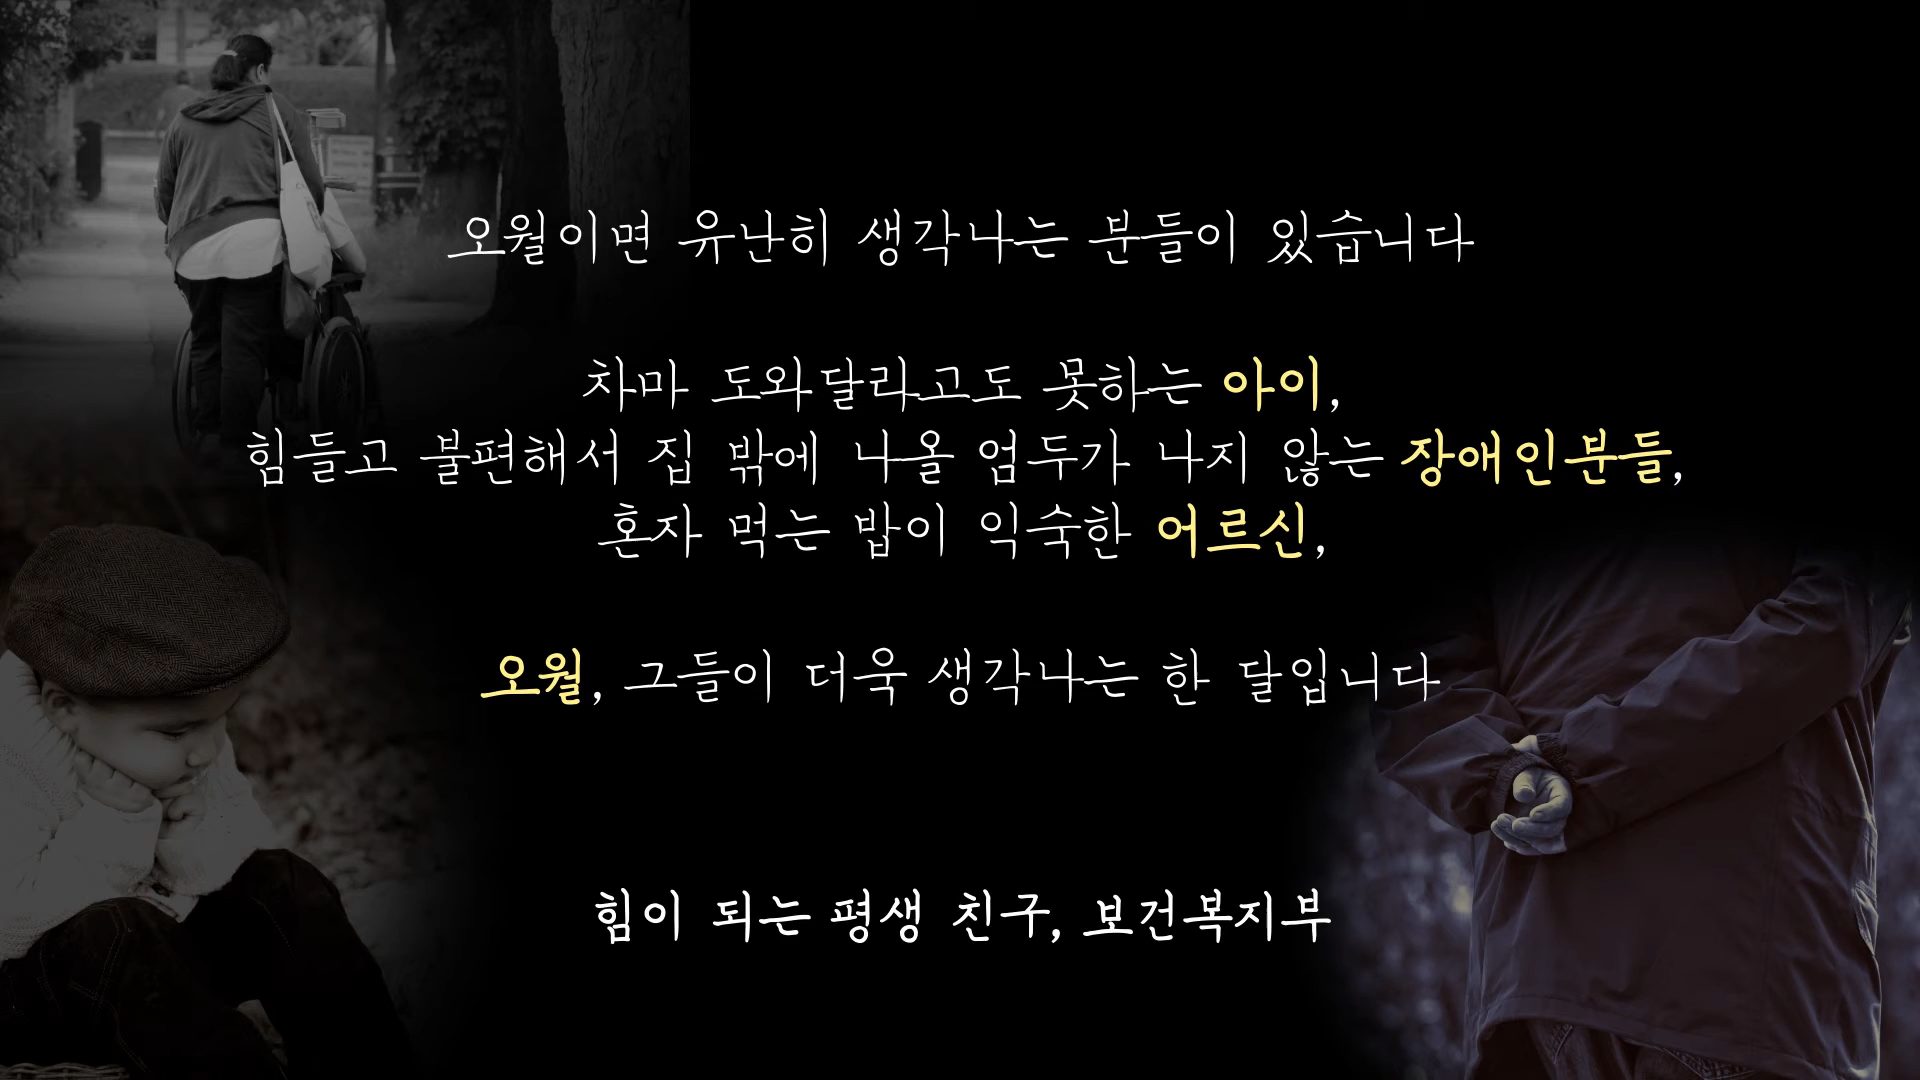 오월이면 유난히 생각나는 분들이 있습니다
차마 도와달라고도 못하는 아이,
힘들고 불편해서 집 밖에 나올 엄두가 나지 않는 장애인분들,
혼자 먹는 밥이 익숙한 어르신,
오월, 그들이 더욱 생각나는 한 달입니다
힘이 되는 평생 친구, 보건복지부